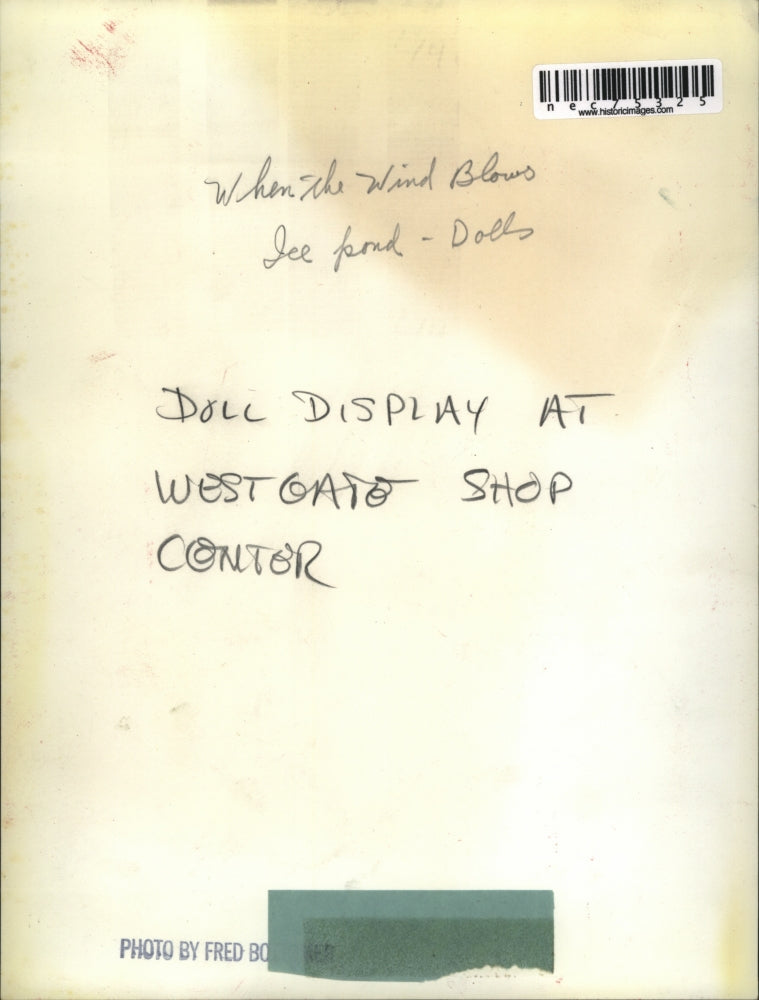 nec75325
www.historicimages.com
When the Wind Blows
Ice pond - Dolls
DOLL DISPLAY AT
WESTGATE SHOP
CENTER
PHOTO BY FRED